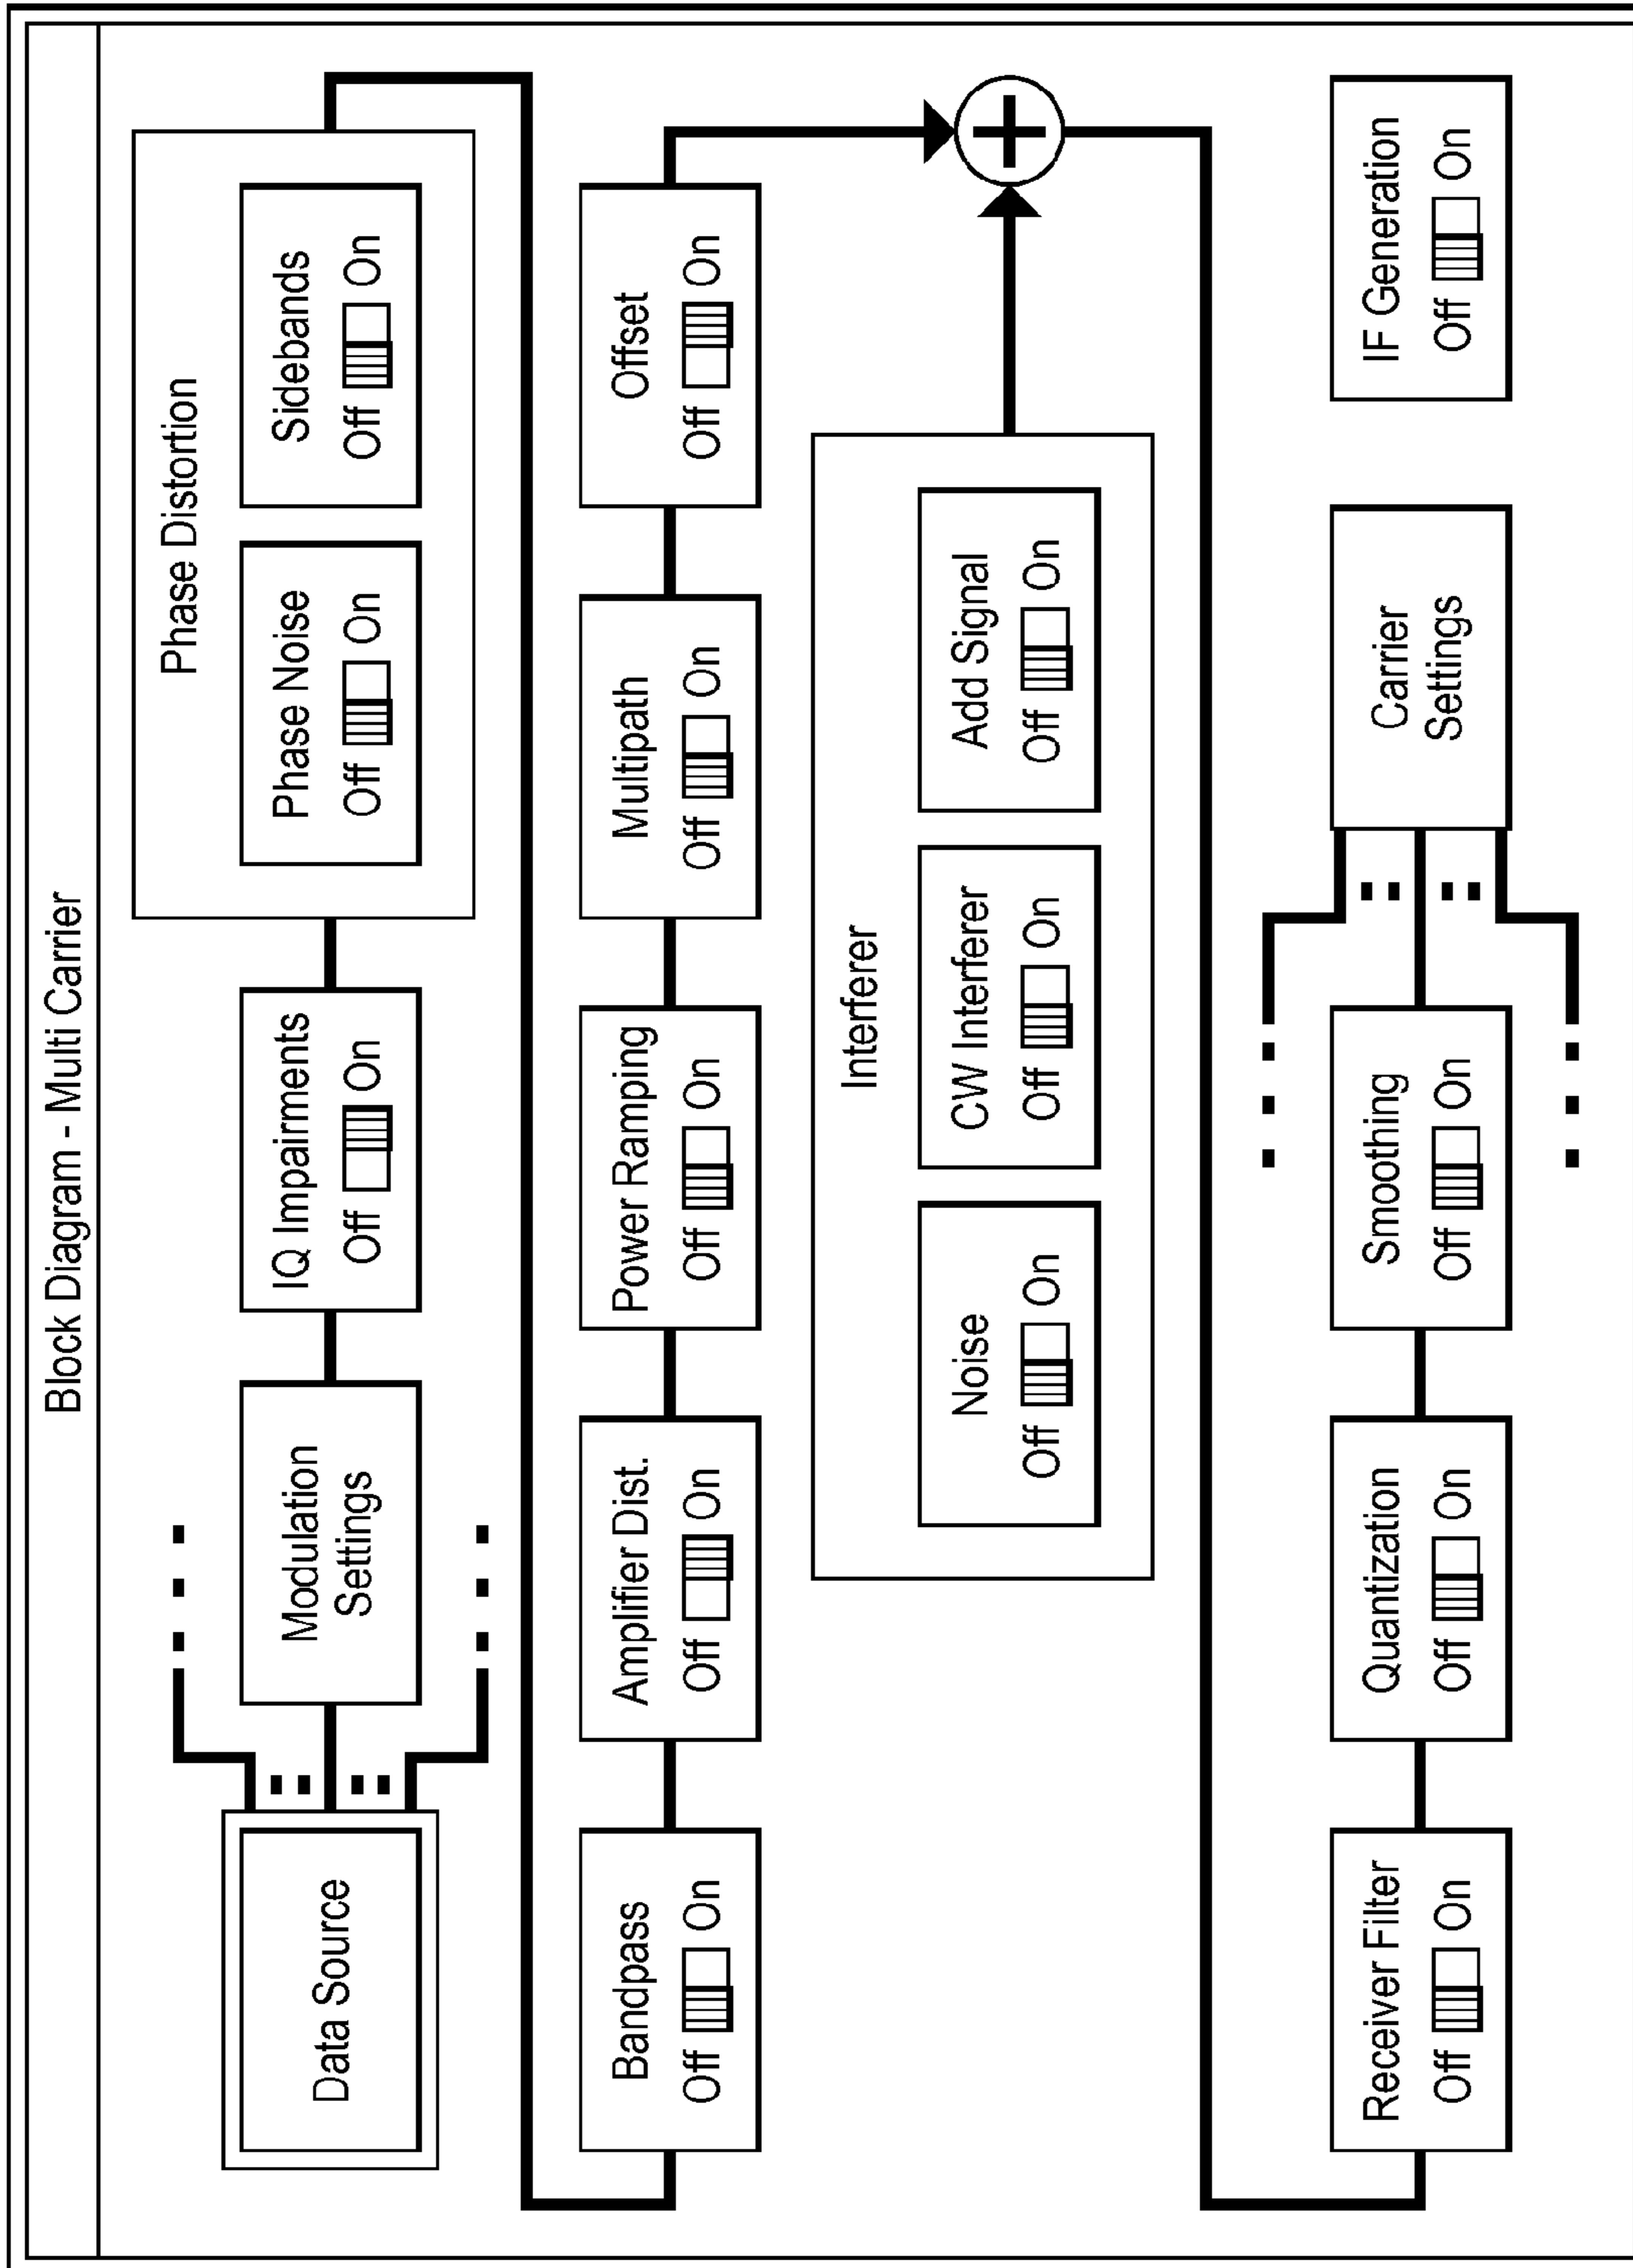 Block Diagram - Multi Carrier
Data Source
Modulation
Settings
IQ Impairments
Off On
Phase Distortion
Phase Noise
Off On
Sidebands
Off On
Bandpass
Off On
Amplifier Dist.
Off On
Power Ramping
Off On
Multipath
Off On
Offset
Off On
Interferer
Noise
Off On
CW Interferer
Off On
Add Signal
Off On
Receiver Filter
Off On
Quantization
Off On
Smoothing
Off On
Carrier
Settings
IF Generation
Off On